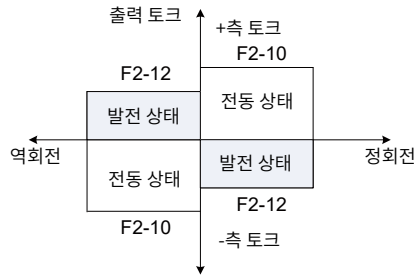 출력 토크
+측 토크
F2-10
F2-12
전동 상태
발전 상태
역회전
정회전
전동 상태
발전 상태
F2-12
F2-10
-측 토크